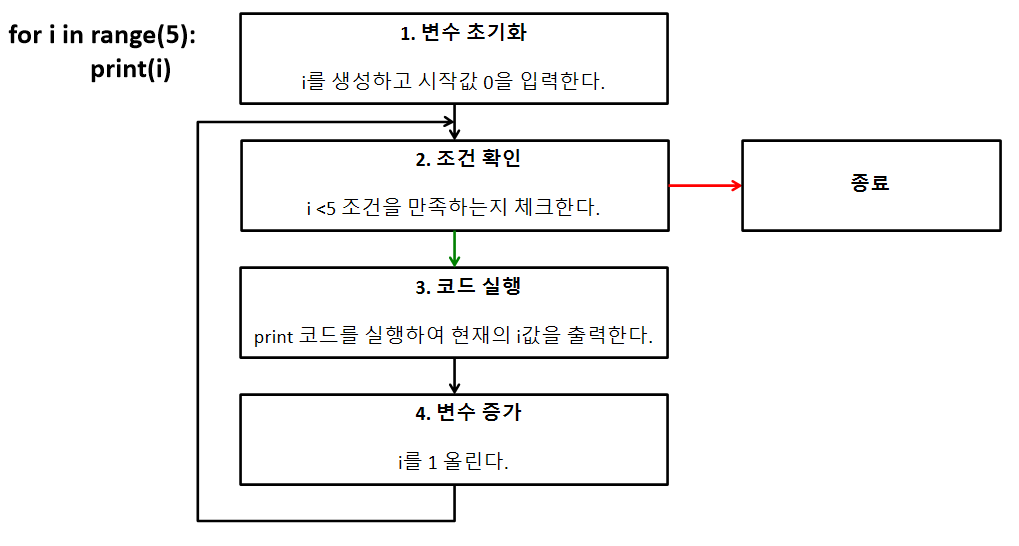 for i in range(5):
print(i)
1. 변수 초기화
i를 생성하고 시작값 0을 입력한다.
2. 조건 확인
i <5 조건을 만족하는지 체크한다.
종료
3. 코드 실행
print 코드를 실행하여 현재의 i값을 출력한다.
4. 변수 증가
i를 1 올린다.